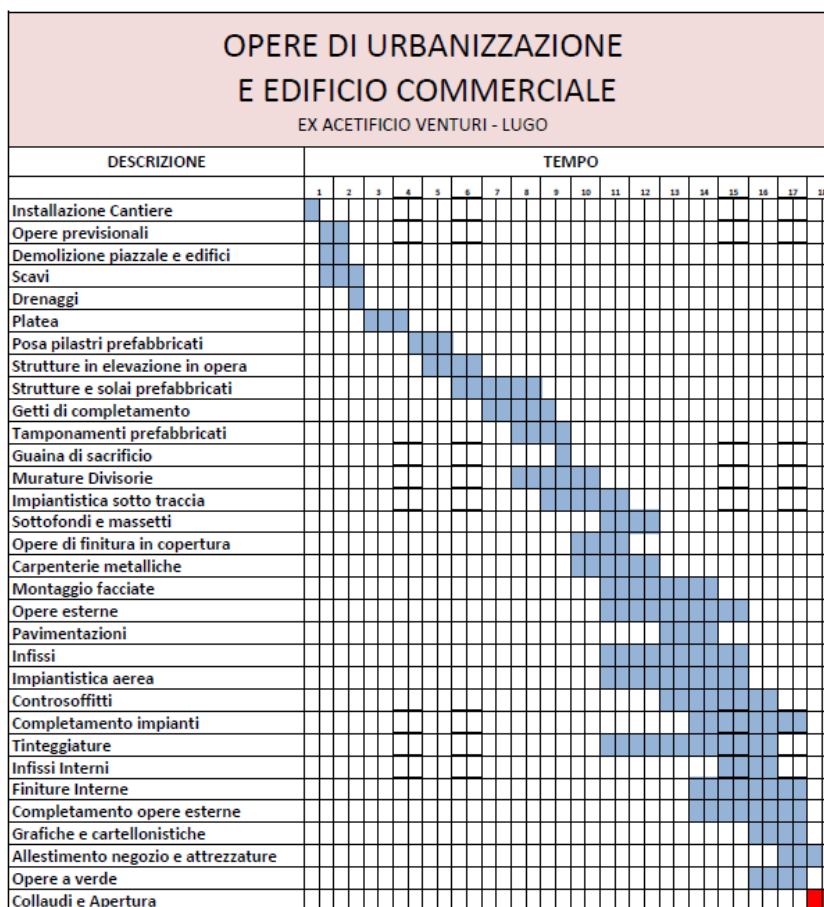 OPERE DI URBANIZZAZIONE
E EDIFICIO COMMERCIALE
EX ACETIFICIO VENTURI - LUGO
DESCRIZIONE TEMPO
1 2 3 4 5 6 7 8 9 10 11 12 13 14 15 16 17 18
Installazione Cantiere
Opere previsionali
Demolizione piazzale e edifici
Scavi
Drenaggi
Platea
Posa pilastri prefabbricati
Strutture in elevazione in opera
Strutture e solai prefabbricati
Getti di completamento
Tamponamenti prefabbricati
Guaina di sacrificio
Murature Divisorie
Impiantistica sotto traccia
Sottofondi e massetti
Opere di finitura in copertura
Carpenterie metalliche
Montaggio facciate
Opere esterne
Pavimentazioni
Infissi
Impiantistica aerea
Controsoffitti
Completamento impianti
Tinteggiature
Infissi Interni
Finiture Interne
Completamento opere esterne
Grafiche e cartellonistiche
Allestimento negozio e attrezzature
Opere a verde
Collaudi e Apertura